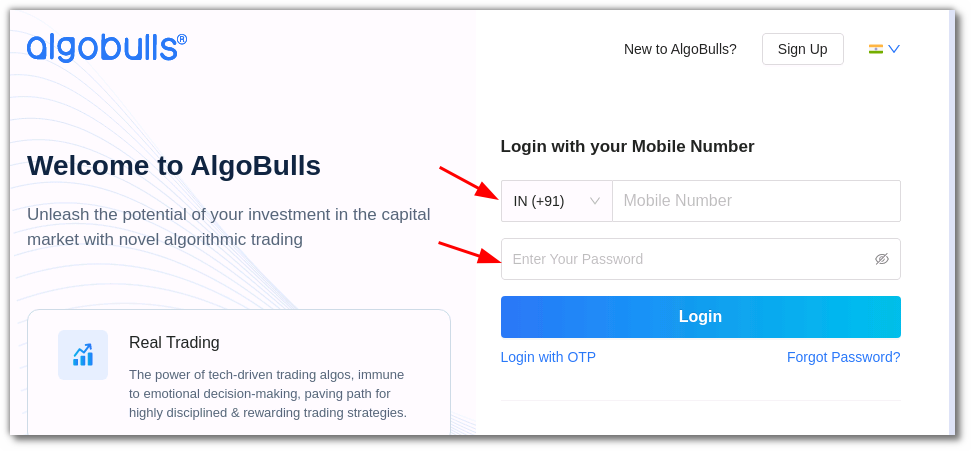 algobulls®
New to AlgoBulls?
Sign Up
Welcome to AlgoBulls
Unleash the potential of your investment in the capital
market with novel algorithmic trading
Real Trading
The power of tech-driven trading algos, immune
to emotional decision-making, paving path for
highly disciplined & rewarding trading strategies.
Login with your Mobile Number
IN (+91)
Mobile Number
Enter Your Password
Login
Login with OTP
Forgot Password?